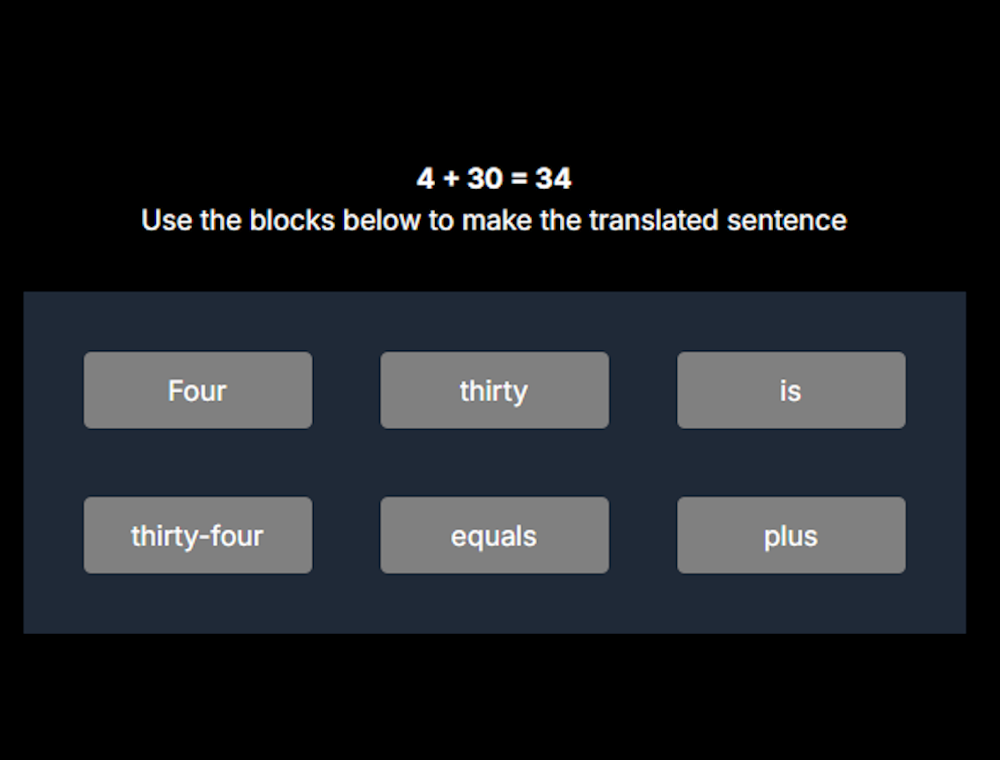 4 + 30 = 34
Use the blocks below to make the translated sentence
Four thirty is
thirty-four equals plus